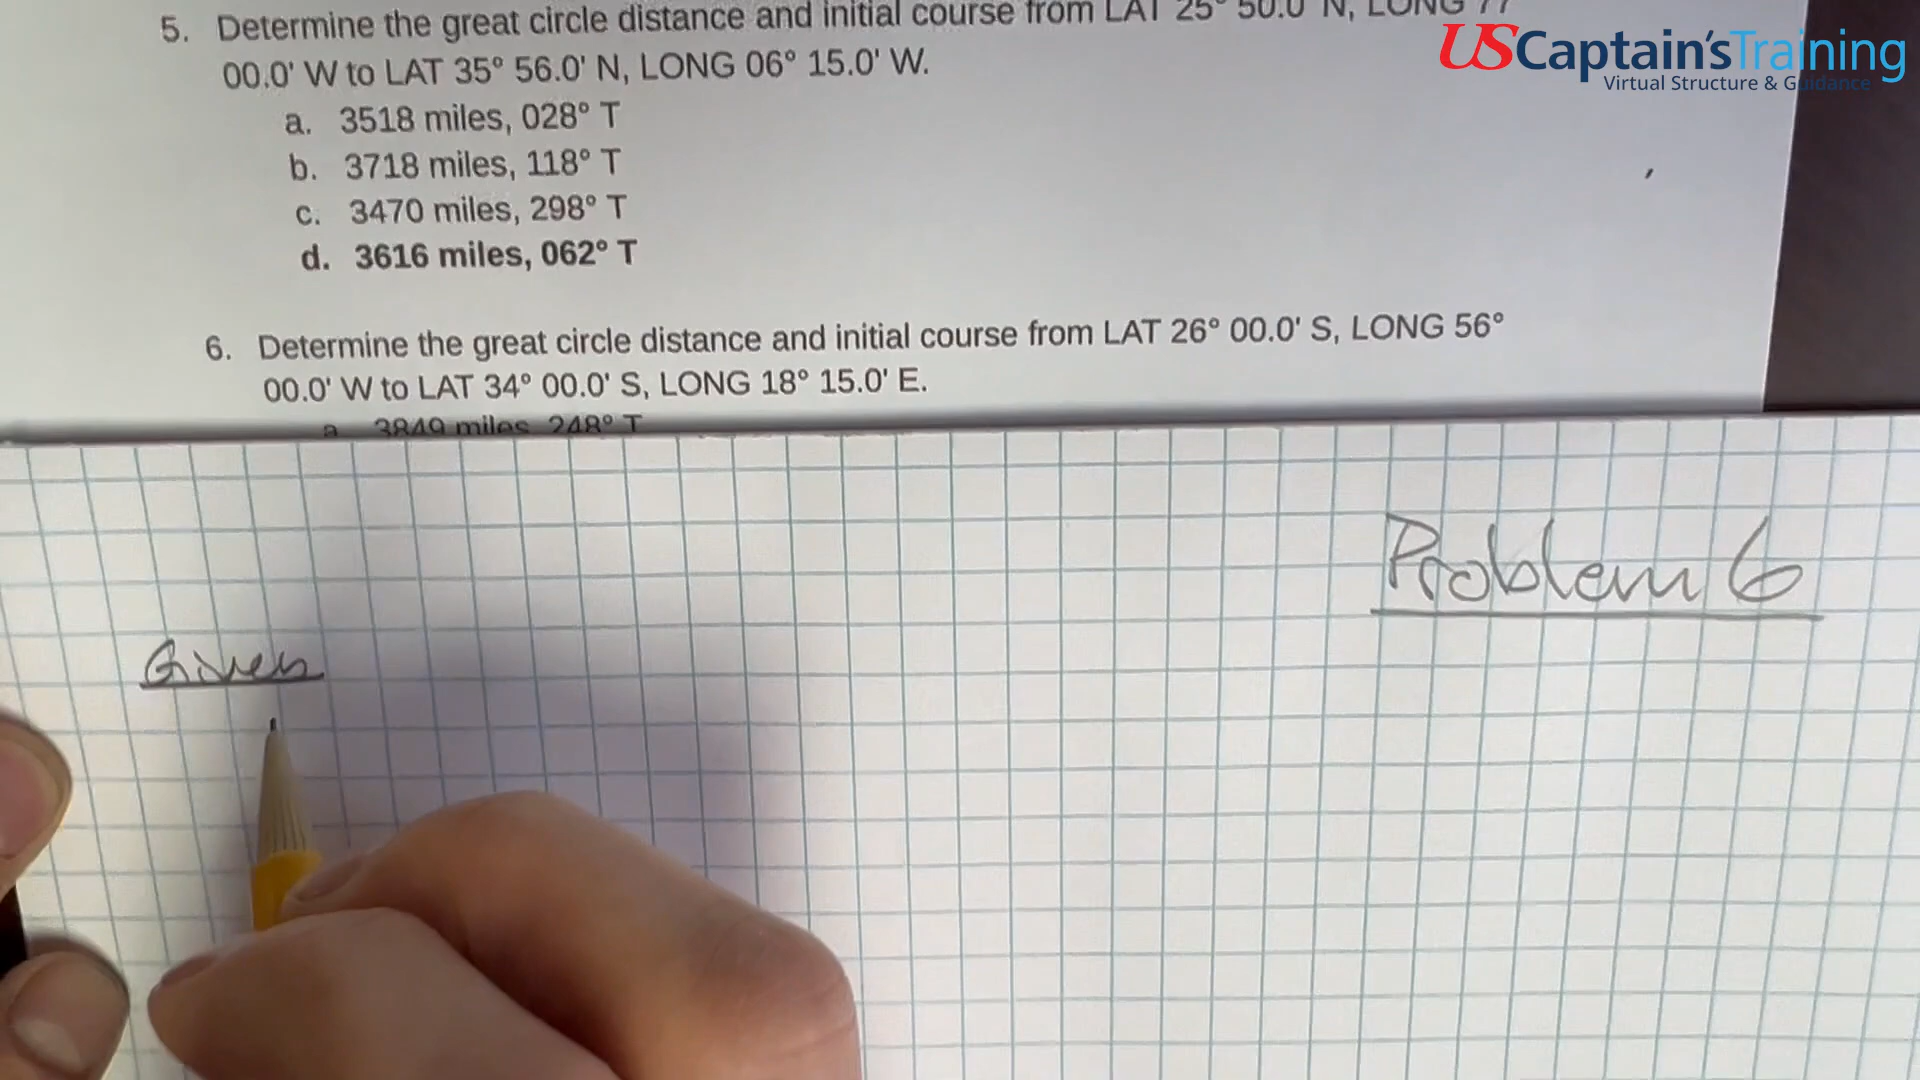 USCaptain'sTraining
Virtual Structure & Guidance
5. Determine the great circle distance and initial course from LAT 25° 50.0' N, LONG 77°
00.0' W to LAT 35° 56.0' N, LONG 06° 15.0' W.
a. 3518 miles, 028° T
b. 3718 miles, 118° T
c. 3470 miles, 298° T
d. 3616 miles, 062° T
6. Determine the great circle distance and initial course from LAT 26° 00.0' S, LONG 56°
00.0' W to LAT 34° 00.0' S, LONG 18° 15.0' E.
a. 3849 miles, 248° T
Problem 6
Given